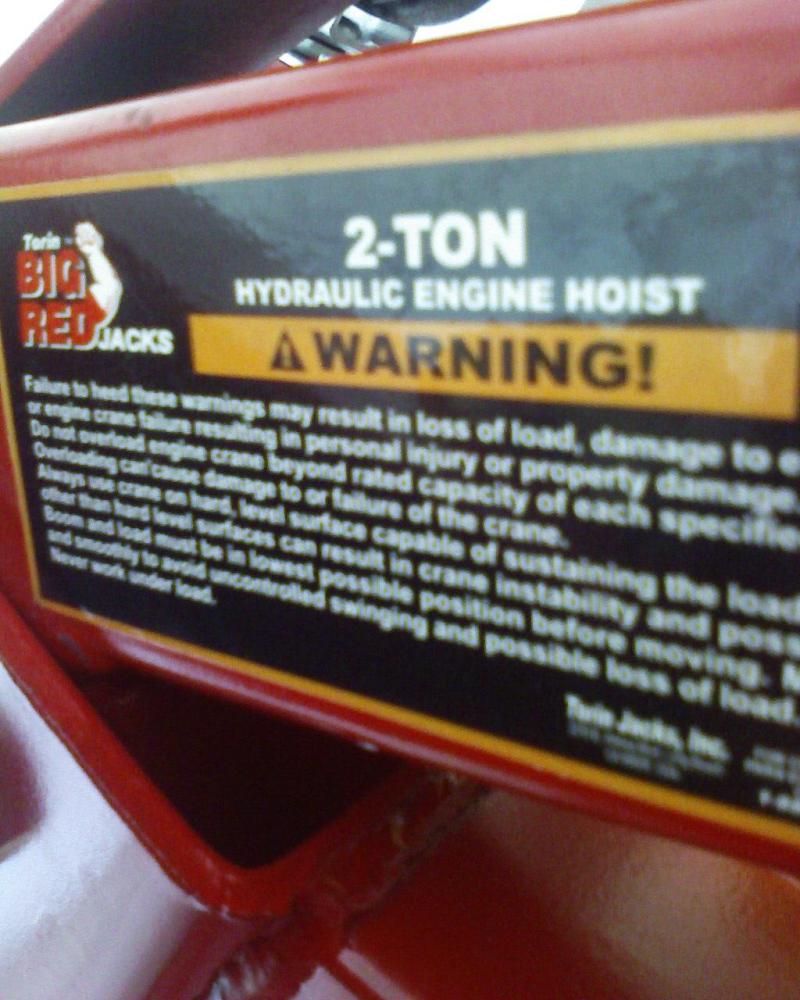 Torin
BIG
RED JACKS
2-TON
HYDRAULIC ENGINE HOIST
WARNING!
Failure to heed these warnings may result in loss of load, damage to
or engine crane failure resulting in personal injury or property damage.
Do not overload engine crane beyond rated capacity of each
Overloading can cause damage to or failure of the crane.
Always use crane on hard, level surface capable of sustaining the load
other than hard level surfaces can result in crane instability and
Boom and load must be in lowest possible position before moving.
and smoothly to avoid uncontrolled swinging and possible loss of load.
Never work under load.
Torin Jacks, Inc.